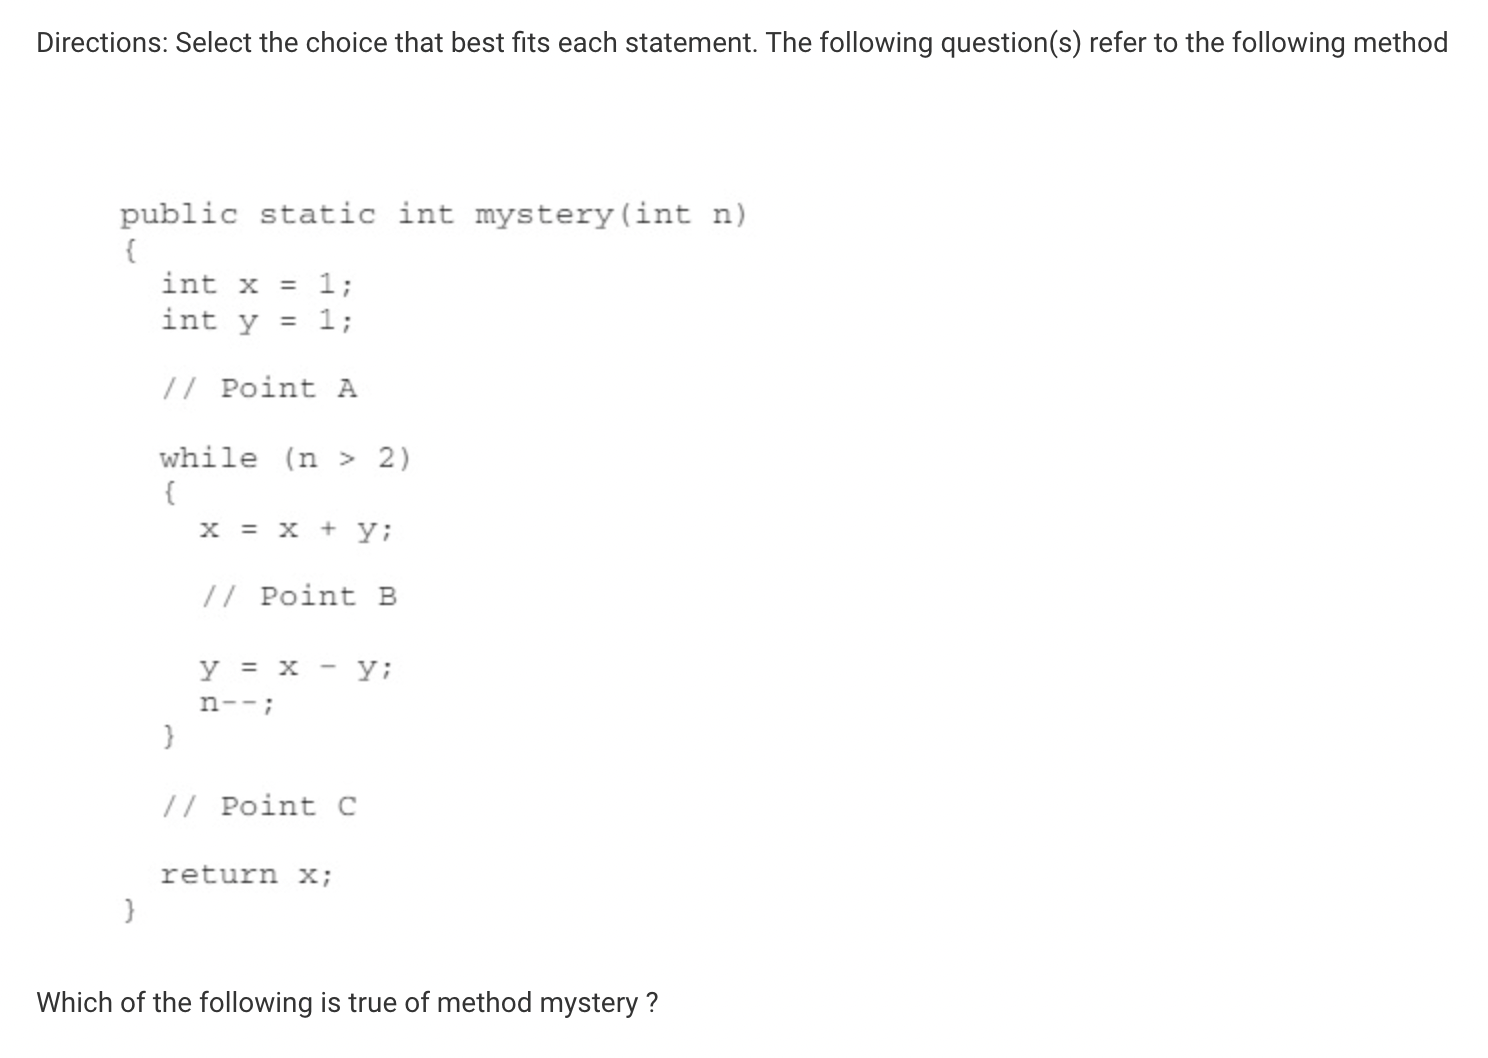 Directions: Select the choice that best fits each statement. The following question(s) refer to the following method
public static int mystery(int n)
{
int x = 1;
int y = 1;
// Point A
while (n > 2)
{
x = x + y;
// Point B
y = x - y;
n--;
}
// Point C
return x;
}
Which of the following is true of method mystery ?